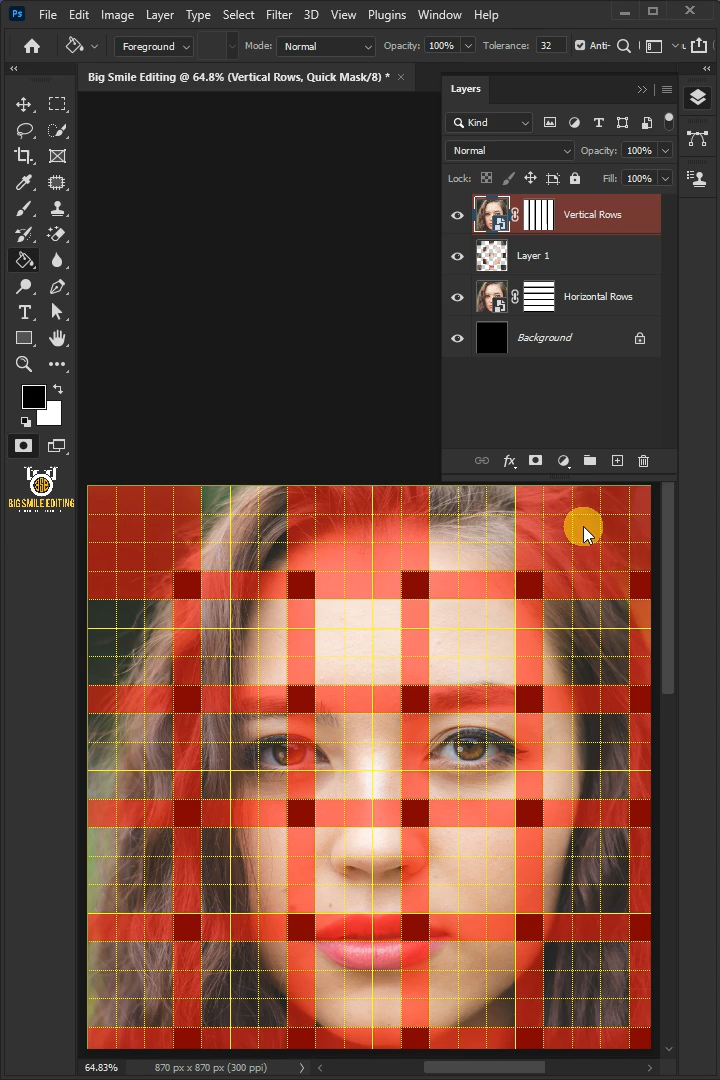 Ps File Edit Image Layer Type Select Filter 3D View Plugins Window Help
Foreground Mode: Normal Opacity: 100% Tolerance: 32 Anti-
Big Smile Editing @ 64.8% (Vertical Rows, Quick Mask/8) *
Layers
Kind
Normal Opacity: 100%
Lock: Fill: 100%
Vertical Rows
Layer 1
Horizontal Rows
Background
fx
BIG SMILE EDITING
64.83% 870 px x 870 px (300 ppi)